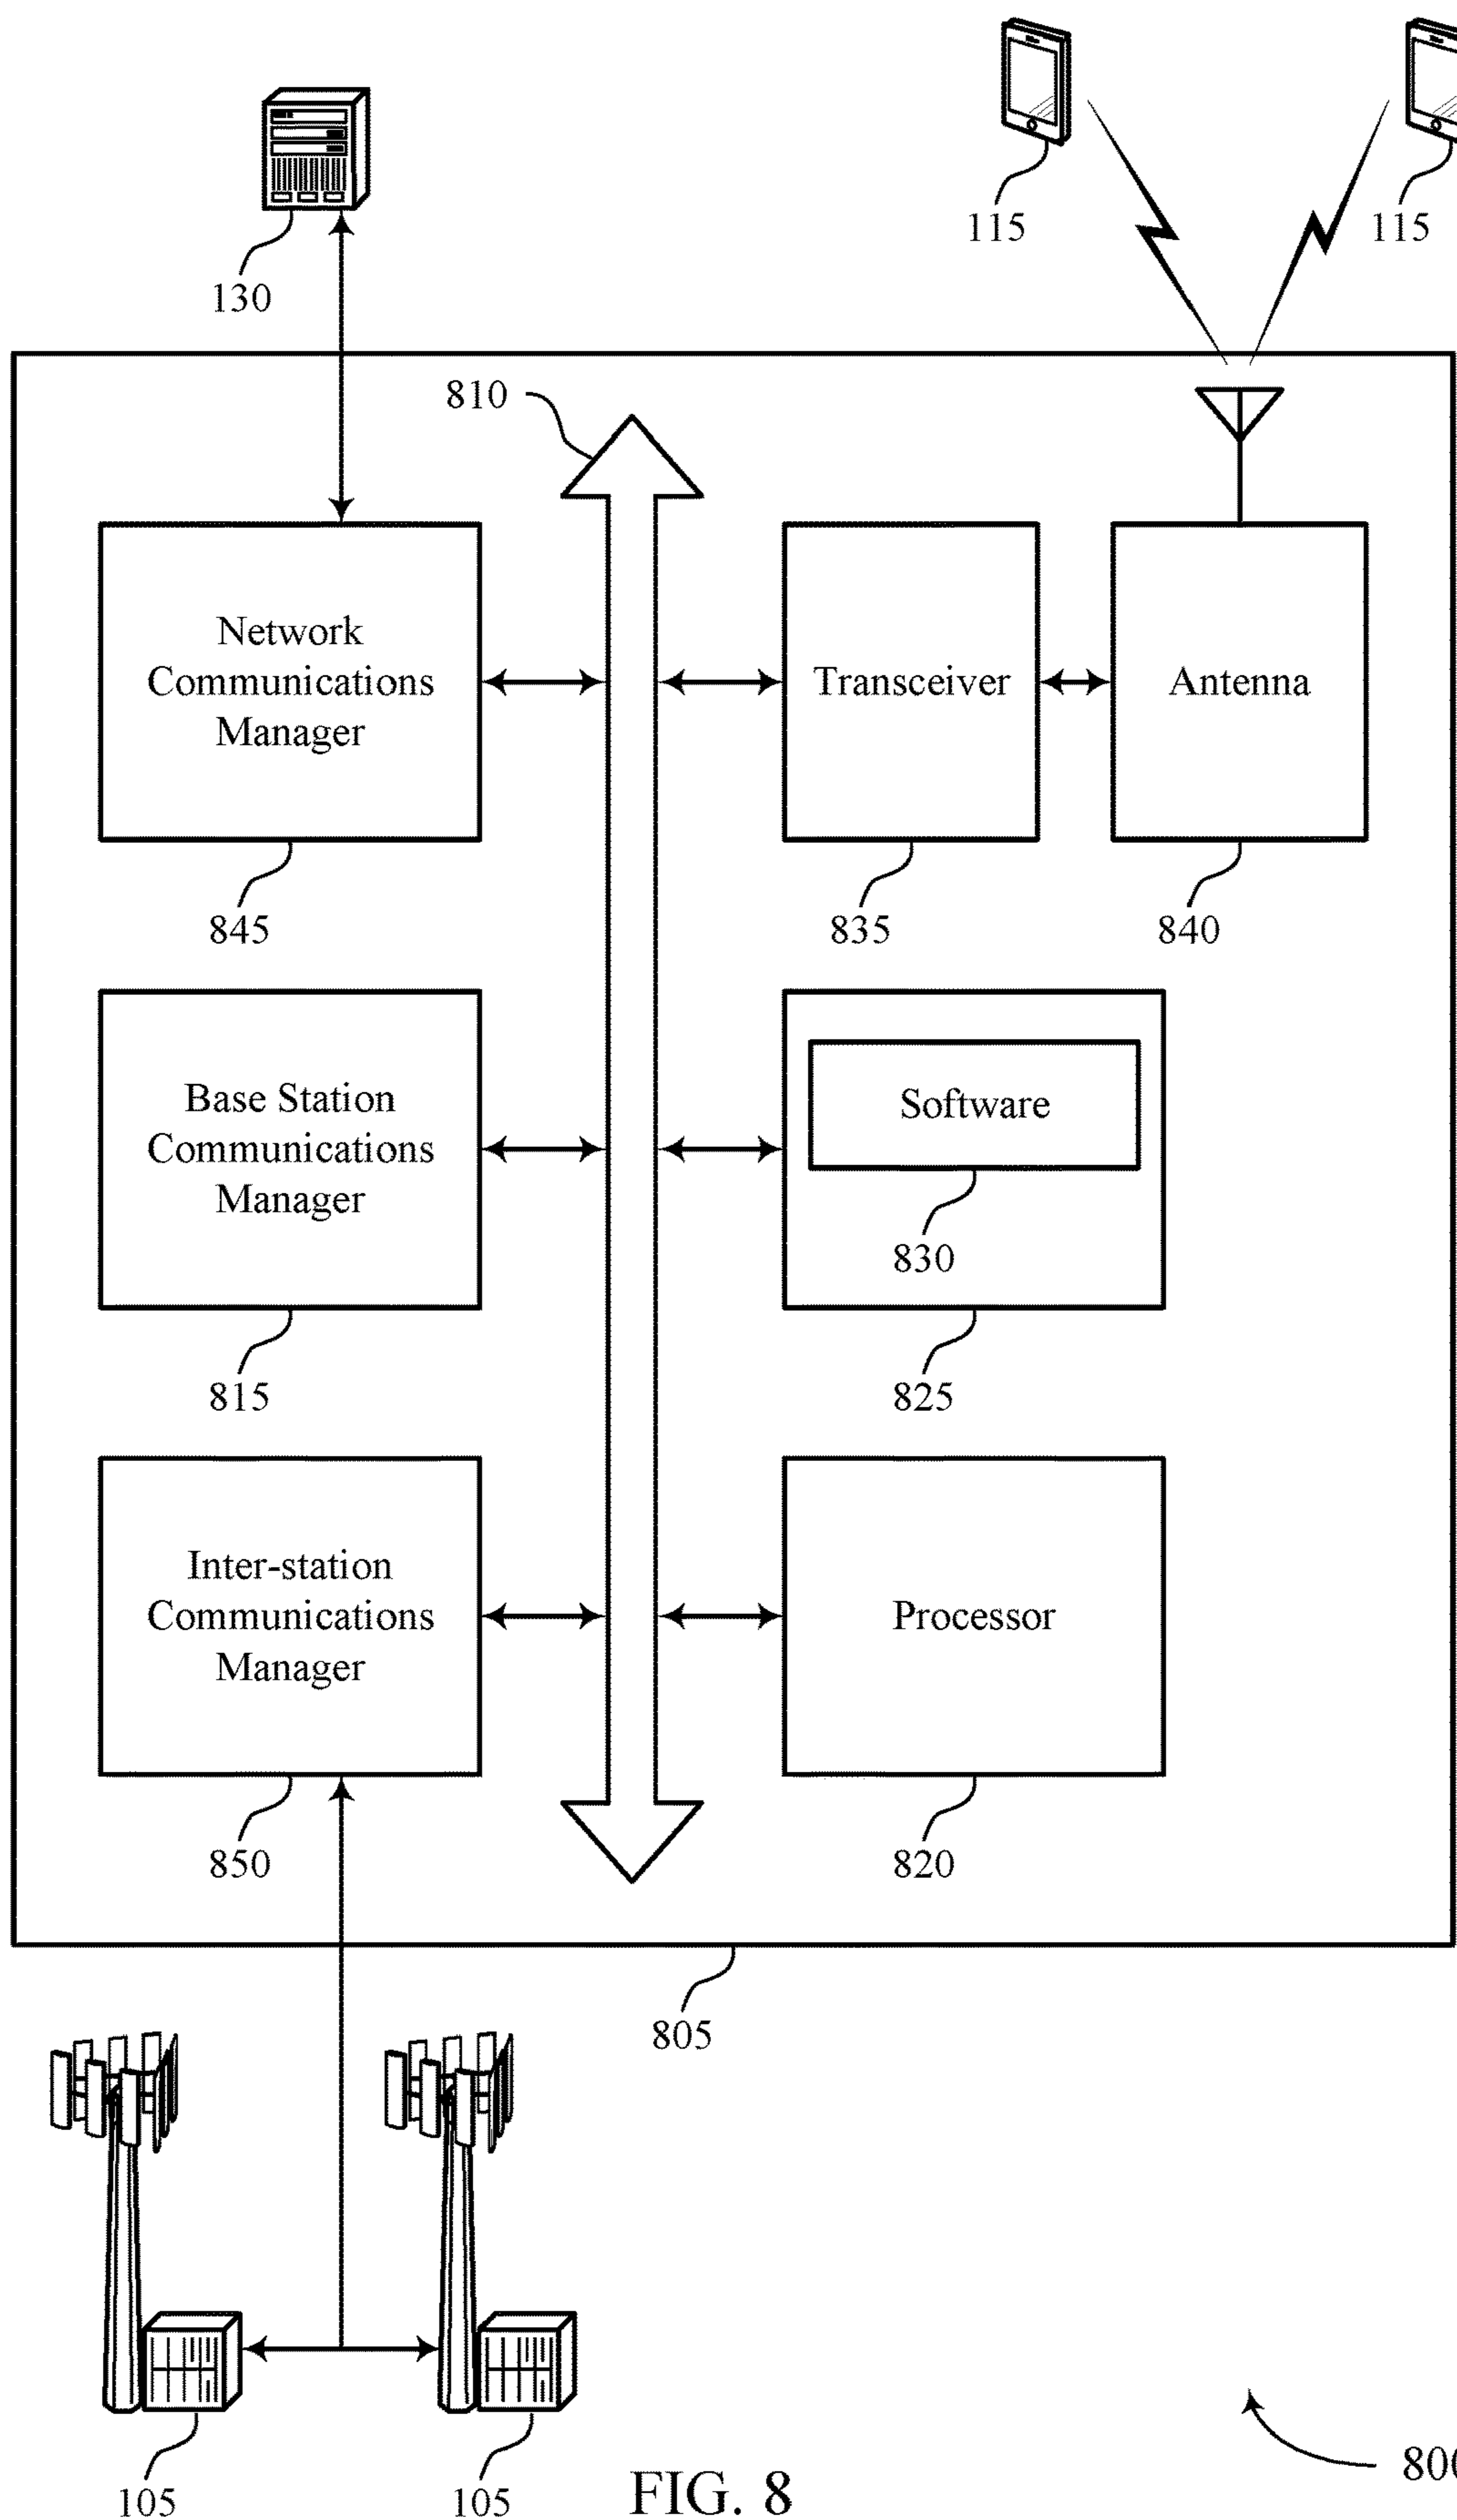 115
115
130
810
Network
Communications
Manager
Transceiver
Antenna
845
835
840
Base Station
Communications
Manager
Software
830
815
825
Inter-station
Communications
Manager
Processor
850
820
805
105
105
FIG. 8
800